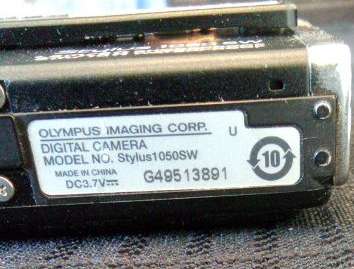 OLYMPUS IMAGING CORP. U
DIGITAL CAMERA
MODEL NO. Stylus1050SW
MADE IN CHINA
DC3.7V⎓ G49513891
10